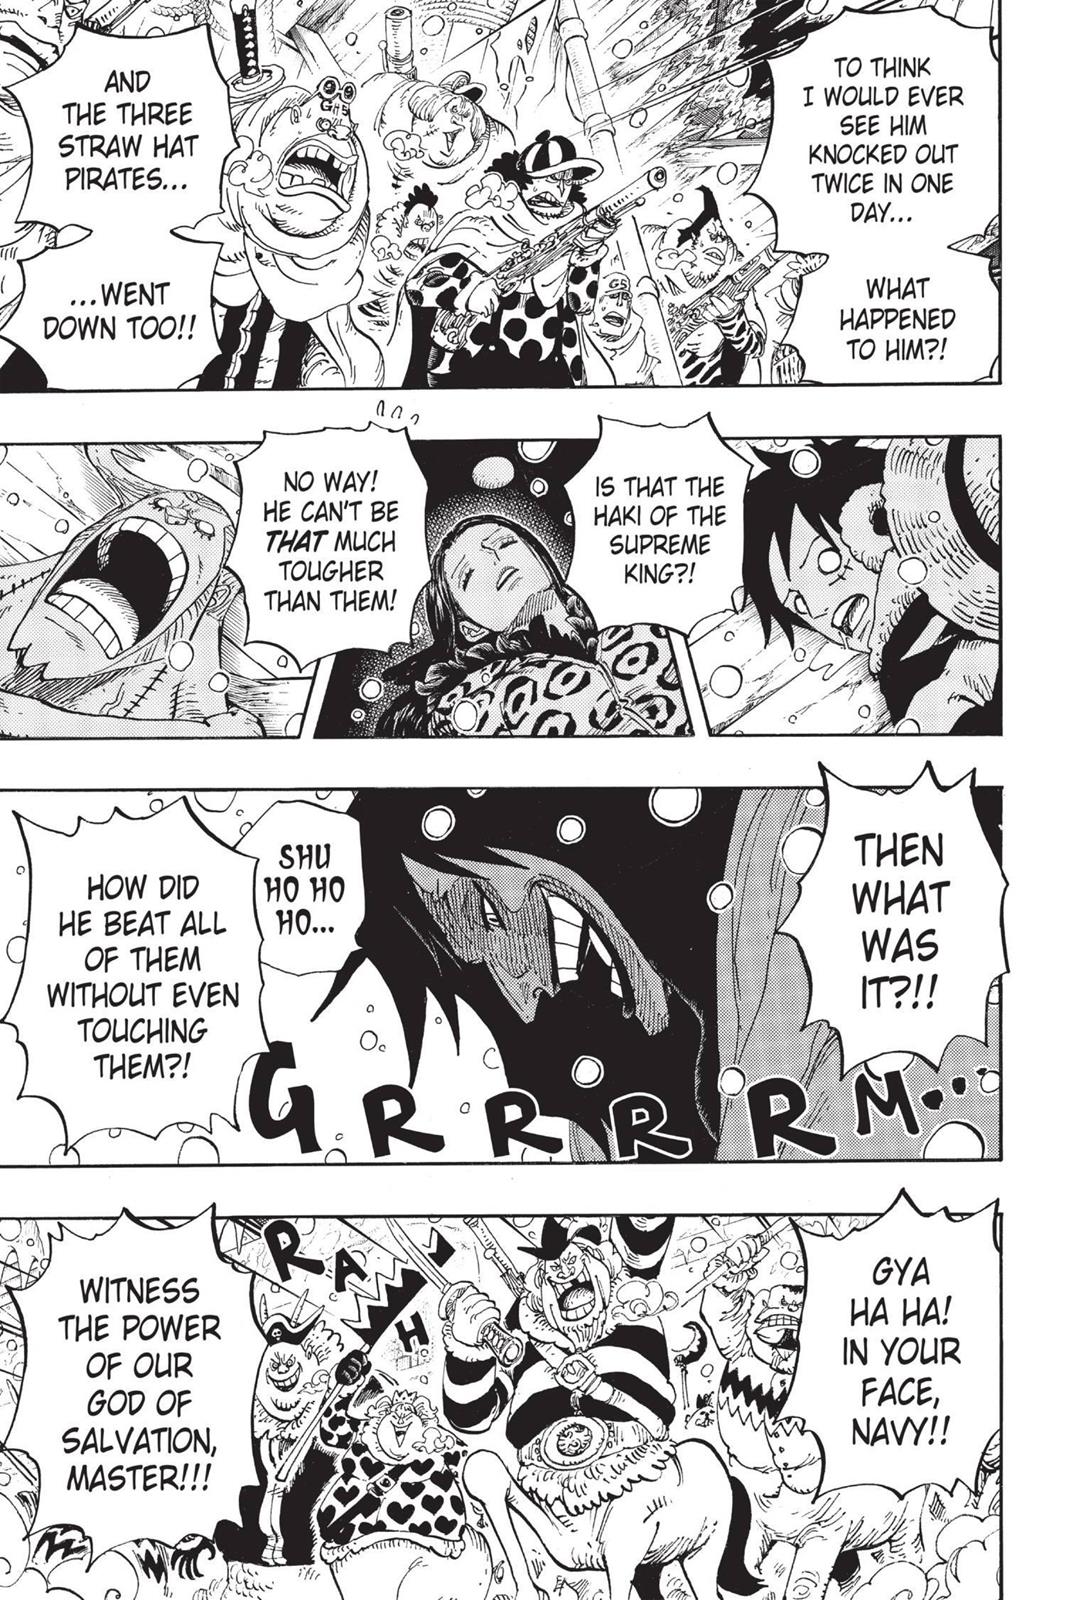 TO THINK
I WOULD EVER
SEE HIM
KNOCKED OUT
TWICE IN ONE
DAY...
WHAT
HAPPENED
TO HIM?!
G-5
G5
AND
THE THREE
STRAW HAT
PIRATES...
...WENT
DOWN TOO!!
IS THAT THE
HAKI OF THE
SUPREME
KING?!
NO WAY!
HE CAN'T BE
THAT MUCH
TOUGHER
THAN THEM!
THEN
WHAT
WAS
IT?!!
SHU
HO HO
HO...
HOW DID
HE BEAT ALL
OF THEM
WITHOUT EVEN
TOUCHING
THEM?!
GRRRRM...
GYA
HA HA!
IN YOUR
FACE,
NAVY!!
RAHH
WITNESS
THE POWER
OF OUR
GOD OF
SALVATION,
MASTER!!!